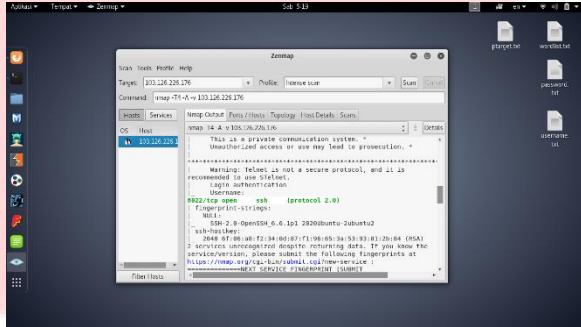 Aplikasi Tempat Zenmap Sab 5:19 en
ptarget.txt wordlist.txt
password.txt
username.txt
Zenmap
Scan Tools Profile Help
Target: 103.126.226.176 Profile: Intense scan Scan Cancel
Command: nmap -T4 -A -v 103.126.226.176
Hosts Services Nmap Output Ports / Hosts Topology Host Details Scans
OS Host nmap -T4 -A -v 103.126.226.176 Details
103.126.226.1
This is a private communication system. *
Unauthorized access or use may lead to prosecution. *
Warning: Telnet is not a secure protocol, and it is
recommended to use STelnet.
Login authentication
Username:
8022/tcp open ssh (protocol 2.0)
| fingerprint-strings:
| NULL:
|_ SSH-2.0-OpenSSH_6.6.1p1
| ssh-hostkey:
2 services unrecognized despite returning data. If you know the
service/version, please submit the following fingerprints at
https://nmap.org/cgi-bin/submit.cgi?new-service :
==============NEXT SERVICE FINGERPRINT (SUBMIT
Filter Hosts